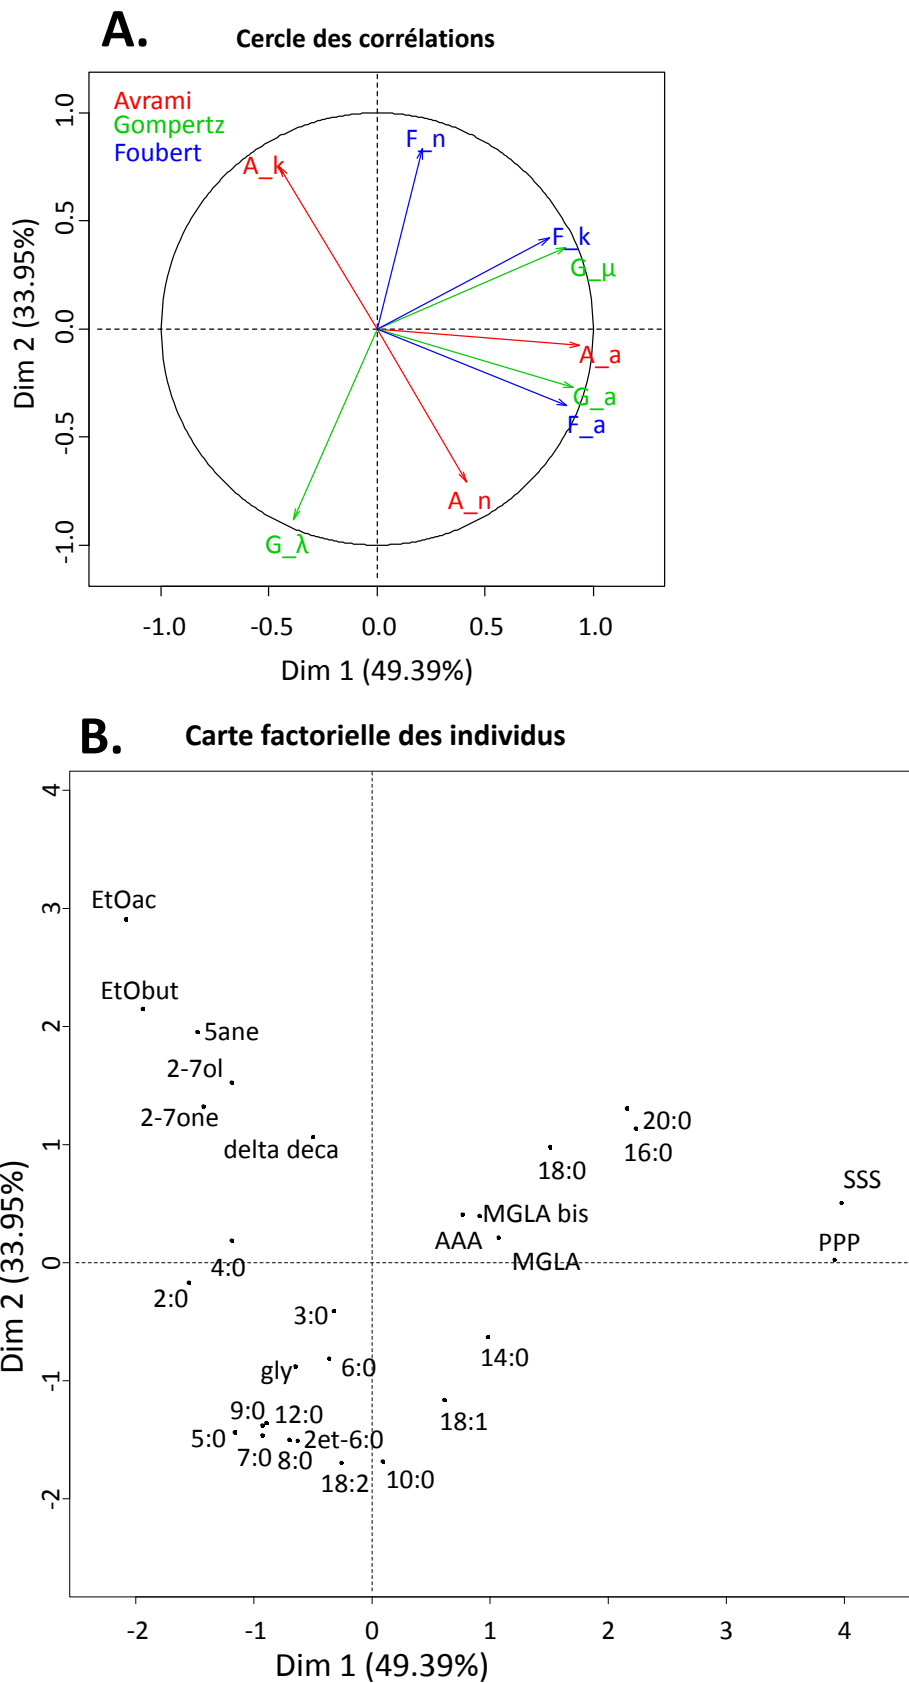 A. Cercle des corrélations
Avrami
Gompertz
Foubert
A_k
F_n
F_k
G_µ
A_a
G_a
F_a
A_n
G_λ
1.0
0.5
0.0
-0.5
-1.0
Dim 2 (33.95%)
-1.0 -0.5 0.0 0.5 1.0
Dim 1 (49.39%)
B. Carte factorielle des individus
4
3
2
1
0
-1
-2
Dim 2 (33.95%)
EtOac
EtObut
5ane
2-7ol
2-7one
delta deca
20:0
16:0
18:0
SSS
MGLA bis
AAA
PPP
MGLA
4:0
2:0
3:0
6:0
gly
14:0
9:0 12:0
18:1
5:0
2et-6:0
7:0 8:0
18:2 10:0
-2 -1 0 1 2 3 4
Dim 1 (49.39%)